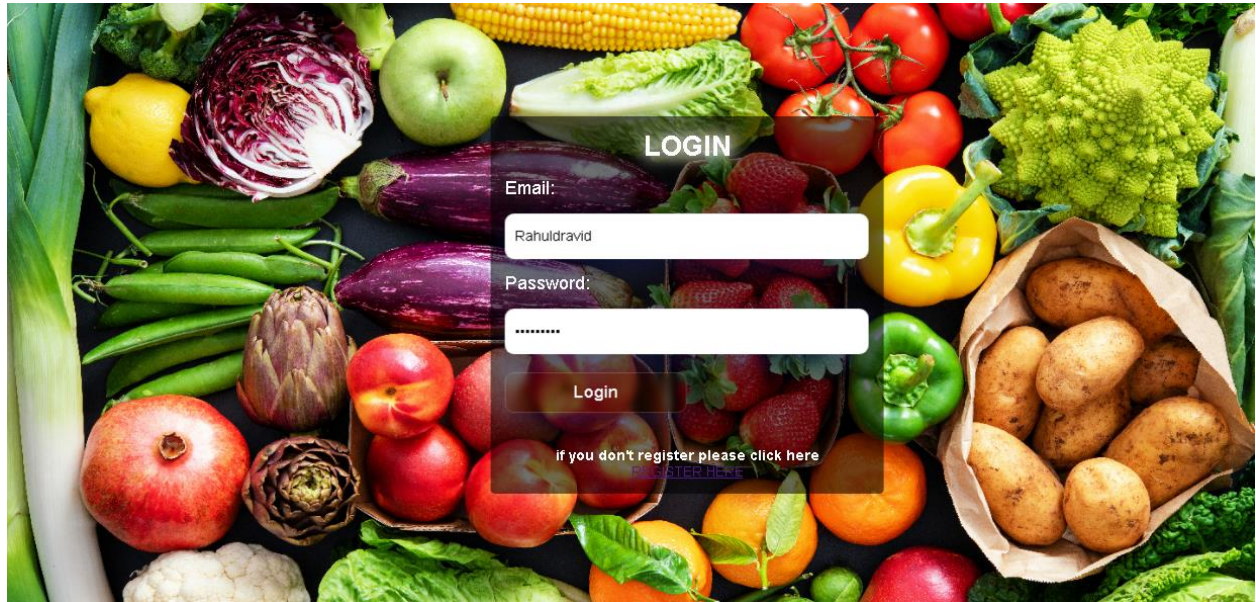 LOGIN
Email:
Rahuldravid
Password:
•••••••••
Login
if you don't register please click here
REGISTER HERE